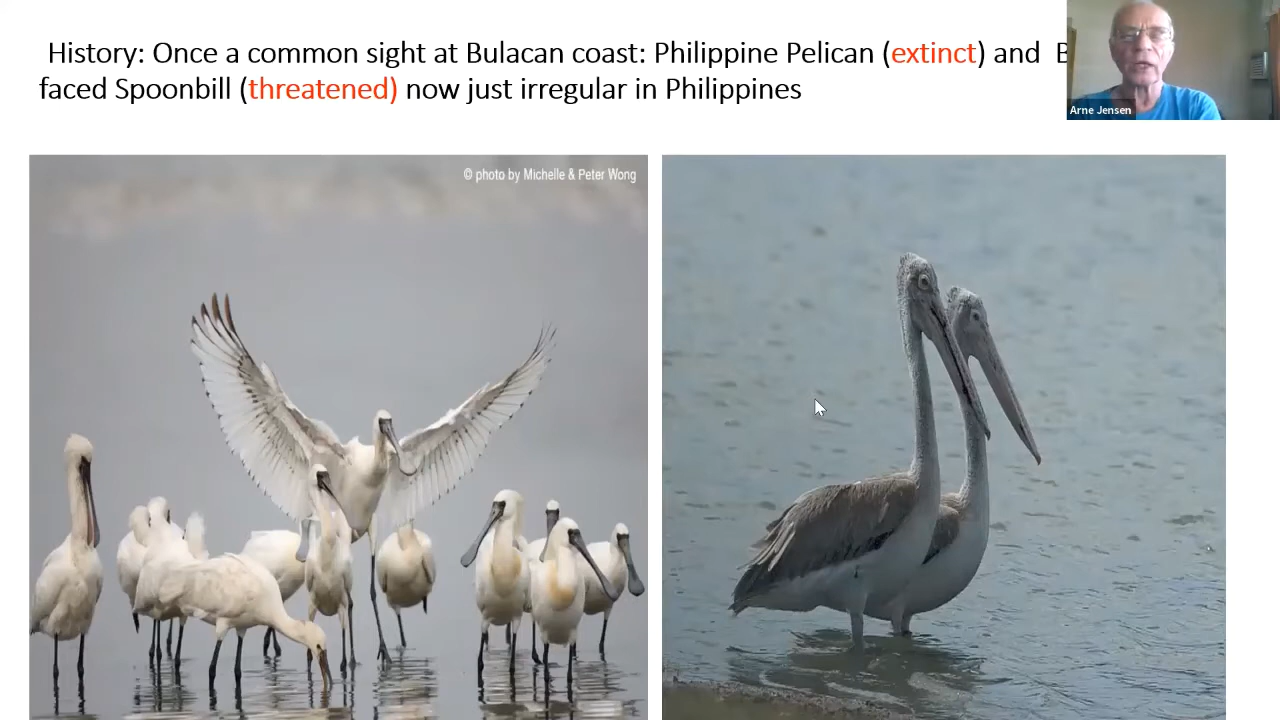 History: Once a common sight at Bulacan coast: Philippine Pelican (extinct) and
faced Spoonbill (threatened) now just irregular in Philippines
Arne Jensen
© photo by Michelle & Peter Wong